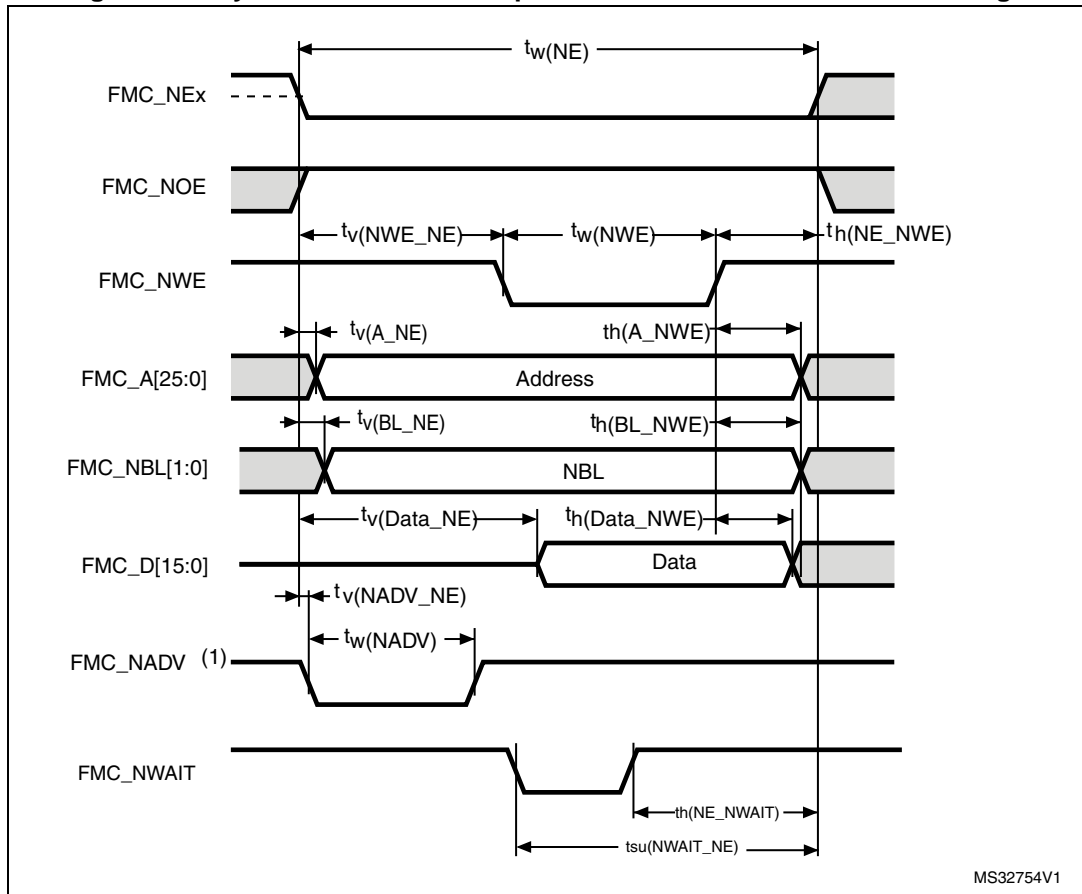 tw(NE)
FMC_NEx
FMC_NOE
tv(NWE_NE) tw(NWE) th(NE_NWE)
FMC_NWE
tv(A_NE) th(A_NWE)
FMC_A[25:0] Address
tv(BL_NE) th(BL_NWE)
FMC_NBL[1:0] NBL
tv(Data_NE) th(Data_NWE)
FMC_D[15:0] Data
tv(NADV_NE)
tw(NADV)
FMC_NADV (1)
FMC_NWAIT
th(NE_NWAIT)
tsu(NWAIT_NE)
MS32754V1